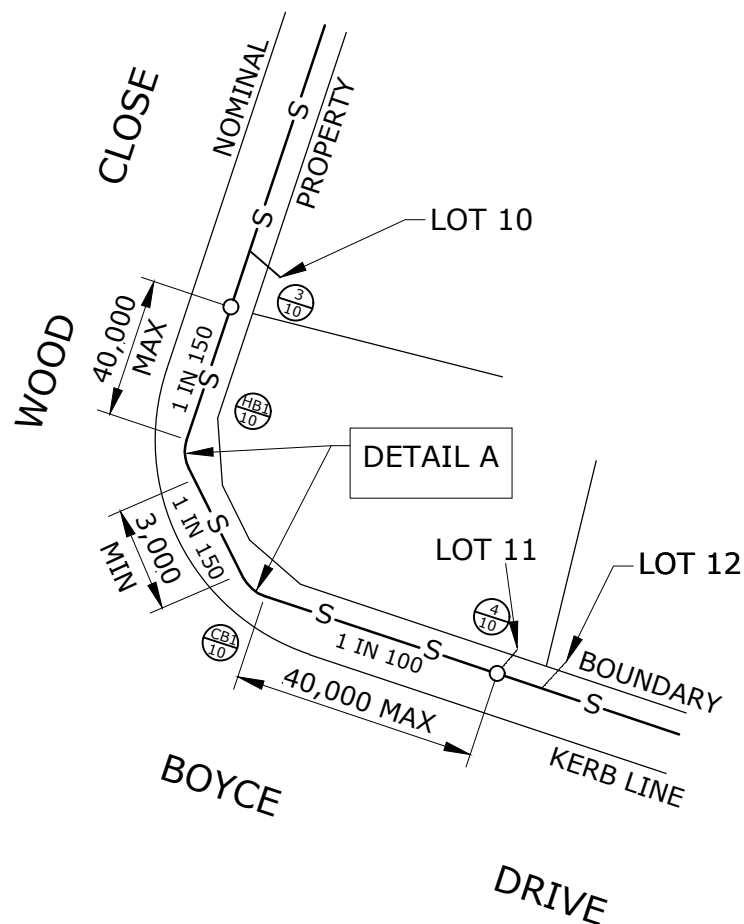 CLOSE
NOMINAL
PROPERTY
S
S
LOT 10
3
10
40,000
MAX
1 IN 150
S
WOOD
HB1
10
DETAIL A
3,000
MIN
1 IN 150
S
LOT 11
LOT 12
4
10
CB1
10
S
1 IN 100
S
S
BOUNDARY
40,000 MAX
KERB LINE
BOYCE
DRIVE